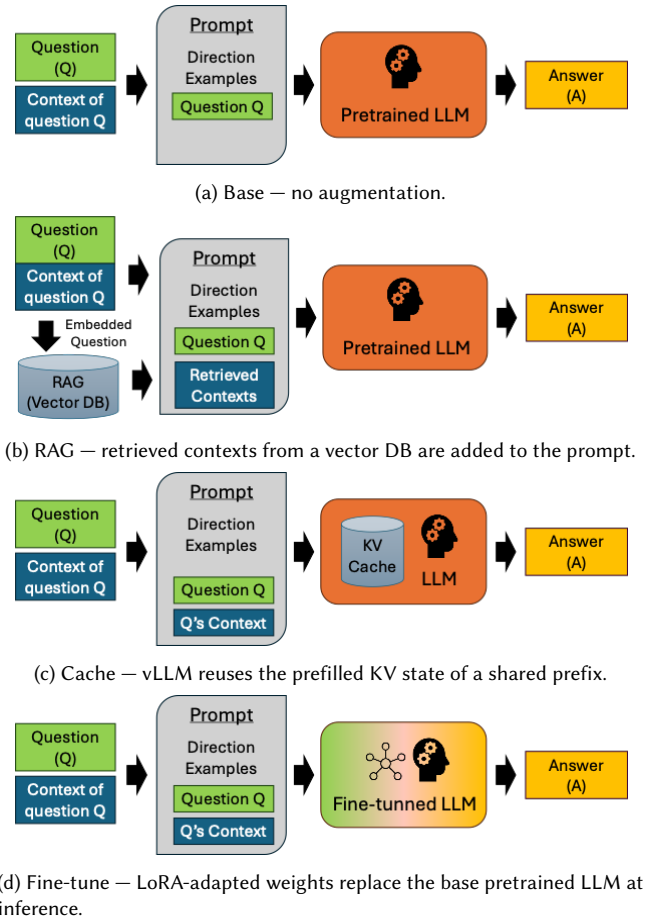 Question
(Q)
Context of
question Q
Prompt
Direction
Examples
Question Q
Pretrained LLM
Answer
(A)
(a) Base — no augmentation.
Question
(Q)
Context of
question Q
Embedded
Question
RAG
(Vector DB)
Prompt
Direction
Examples
Question Q
Retrieved
Contexts
Pretrained LLM
Answer
(A)
(b) RAG — retrieved contexts from a vector DB are added to the prompt.
Question
(Q)
Context of
question Q
Prompt
Direction
Examples
Question Q
Q's Context
KV
Cache
LLM
Answer
(A)
(c) Cache — vLLM reuses the prefilled KV state of a shared prefix.
Question
(Q)
Context of
question Q
Prompt
Direction
Examples
Question Q
Q's Context
Fine-tunned LLM
Answer
(A)
(d) Fine-tune — LoRA-adapted weights replace the base pretrained LLM at
inference.